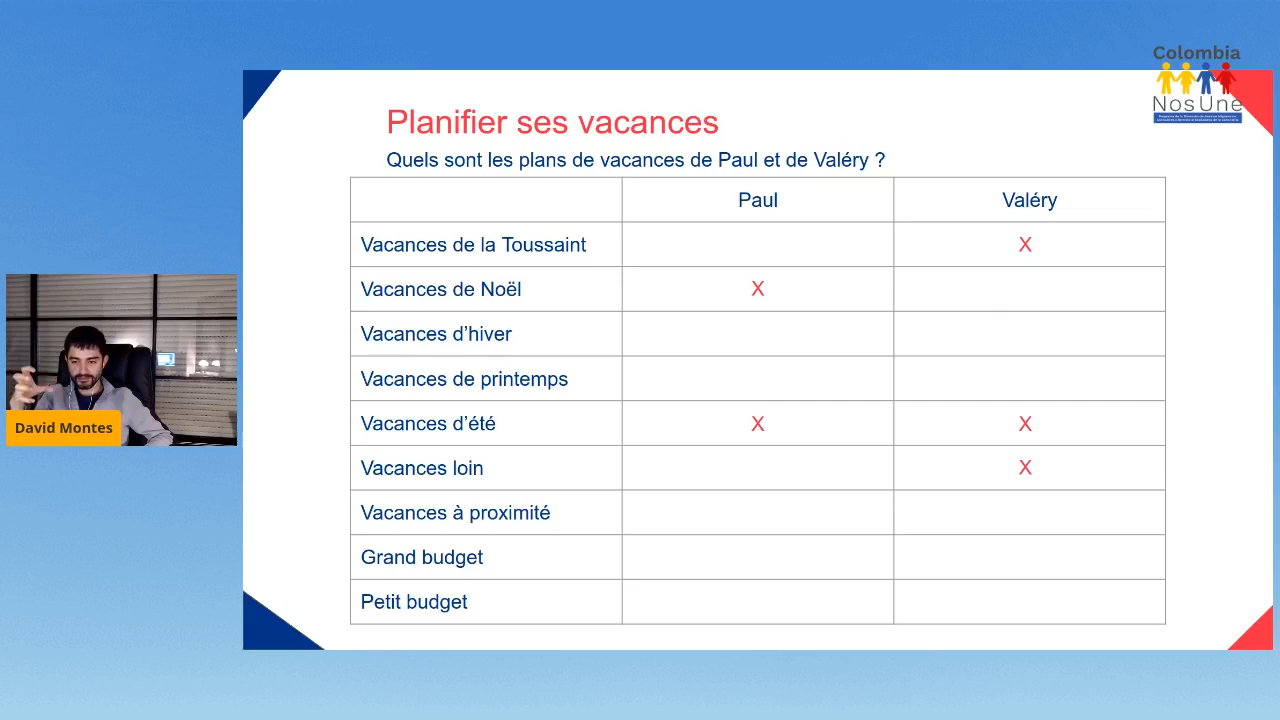 Colombia
Nos Une
Planifier ses vacances
Quels sont les plans de vacances de Paul et de Valéry ?
Paul Valéry
Vacances de la Toussaint X
Vacances de Noël X
Vacances d’hiver
Vacances de printemps
Vacances d’été X X
Vacances loin X
Vacances à proximité
Grand budget
Petit budget
David Montes